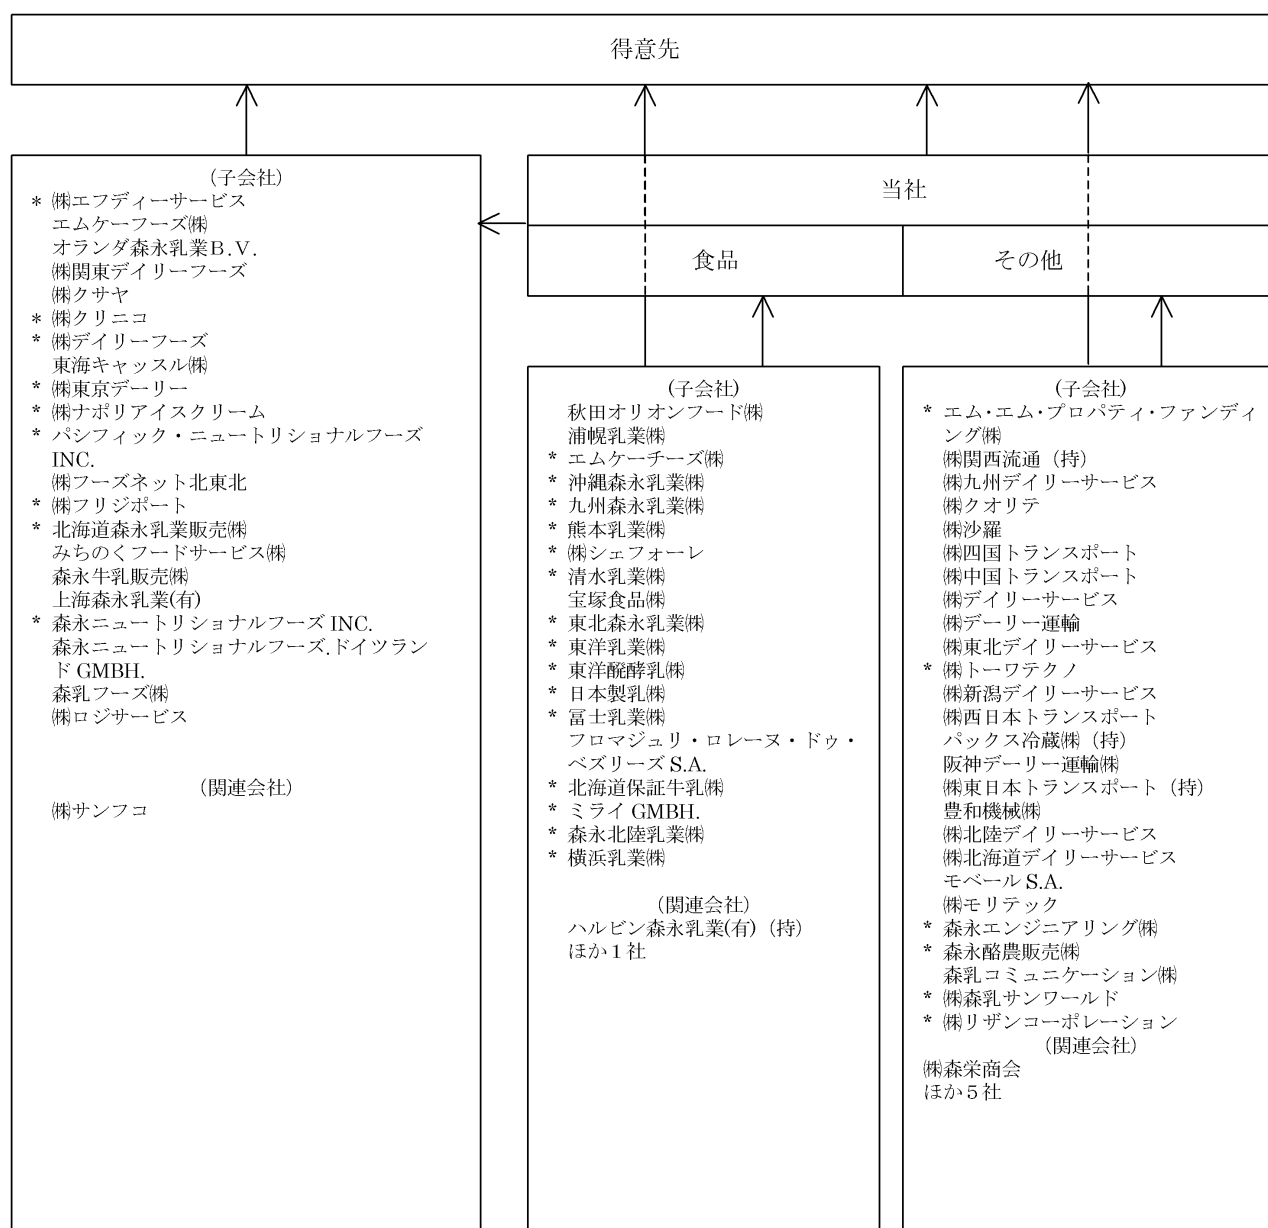 得意先
(子会社)
* ㈱エフディーサービス
エムケーフーズ㈱
オランダ森永乳業B.V.
㈱関東デイリーフーズ
㈱クサヤ
* ㈱クリニコ
* ㈱デイリーフーズ
東海キャッスル㈱
* ㈱東京デーリー
* ㈱ナポリアイスクリーム
* パシフィック・ニュートリショナルフーズ
INC.
㈱フーズネット北東北
* ㈱フリジポート
* 北海道森永乳業販売㈱
みちのくフードサービス㈱
森永牛乳販売㈱
上海森永乳業(有)
* 森永ニュートリショナルフーズ INC.
森永ニュートリショナルフーズ.ドイツラン
ド GMBH.
森乳フーズ㈱
㈱ロジサービス
(関連会社)
㈱サンフコ
当社
食品
その他
(子会社)
秋田オリオンフード㈱
浦幌乳業㈱
* エムケーチーズ㈱
* 沖縄森永乳業㈱
* 九州森永乳業㈱
* 熊本乳業㈱
* ㈱シェフォーレ
* 清水乳業㈱
宝塚食品㈱
* 東北森永乳業㈱
* 東洋乳業㈱
* 東洋醗酵乳㈱
* 日本製乳㈱
* 冨士乳業㈱
フロマジュリ・ロレーヌ・ドゥ・
ベズリーズ S.A.
* 北海道保証牛乳㈱
* ミライ GMBH.
* 森永北陸乳業㈱
* 横浜乳業㈱
(関連会社)
ハルビン森永乳業(有)（持）
ほか１社
(子会社)
* エム・エム・プロパティ・ファンディ
ング㈱
㈱関西流通（持）
㈱九州デイリーサービス
㈱クオリテ
㈱沙羅
㈱四国トランスポート
㈱中国トランスポート
㈱デイリーサービス
㈱デーリー運輸
㈱東北デイリーサービス
* ㈱トーワテクノ
㈱新潟デイリーサービス
㈱西日本トランスポート
パックス冷蔵㈱（持）
阪神デーリー運輸㈱
㈱東日本トランスポート（持）
豊和機械㈱
㈱北陸デイリーサービス
㈱北海道デイリーサービス
モベール S.A.
㈱モリテック
* 森永エンジニアリング㈱
* 森永酪農販売㈱
森乳コミュニケーション㈱
* ㈱森乳サンワールド
* ㈱リザンコーポレーション
(関連会社)
㈱森栄商会
ほか５社